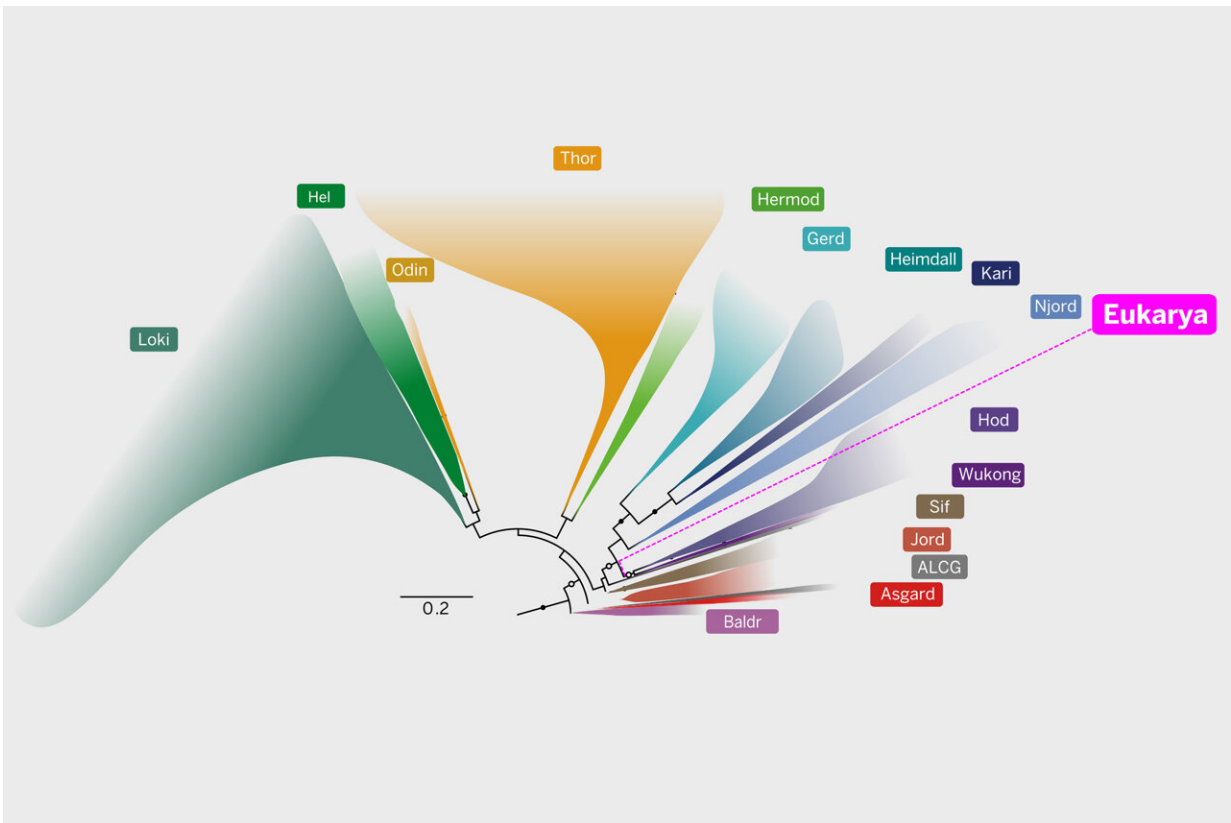 Thor
Hel
Hermod
Gerd
Odin
Heimdall
Kari
Njord
Eukarya
Loki
Hod
Wukong
Sif
Jord
ALCG
Asgard
0.2
Baldr